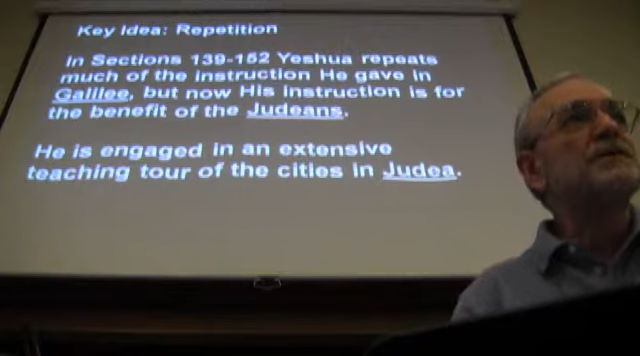 Key Idea: Repetition
In Sections 139-152 Yeshua repeats
much of the instruction He gave in
Galilee, but now His instruction is for
the benefit of the Judeans.
He is engaged in an extensive
teaching tour of the cities in Judea.